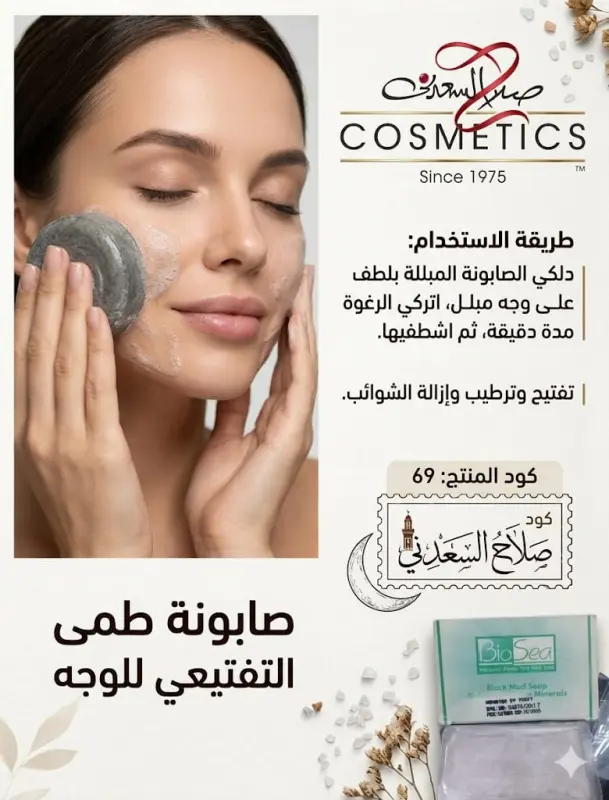 صلاح السعدني
COSMETICS
TM
Since 1975
طريقة الاستخدام:
دلكي الصابونة المبللة بلطف
على وجه مبلل، اتركي الرغوة
مدة دقيقة، ثم اشطفيها.
تفتيح وترطيب وإزالة الشوائب.
كود المنتج: 69
كود
صلاح السعدني
صابونة طمى
التفتيعي للوجه
BioSea
Black Mud Soap
Minerals